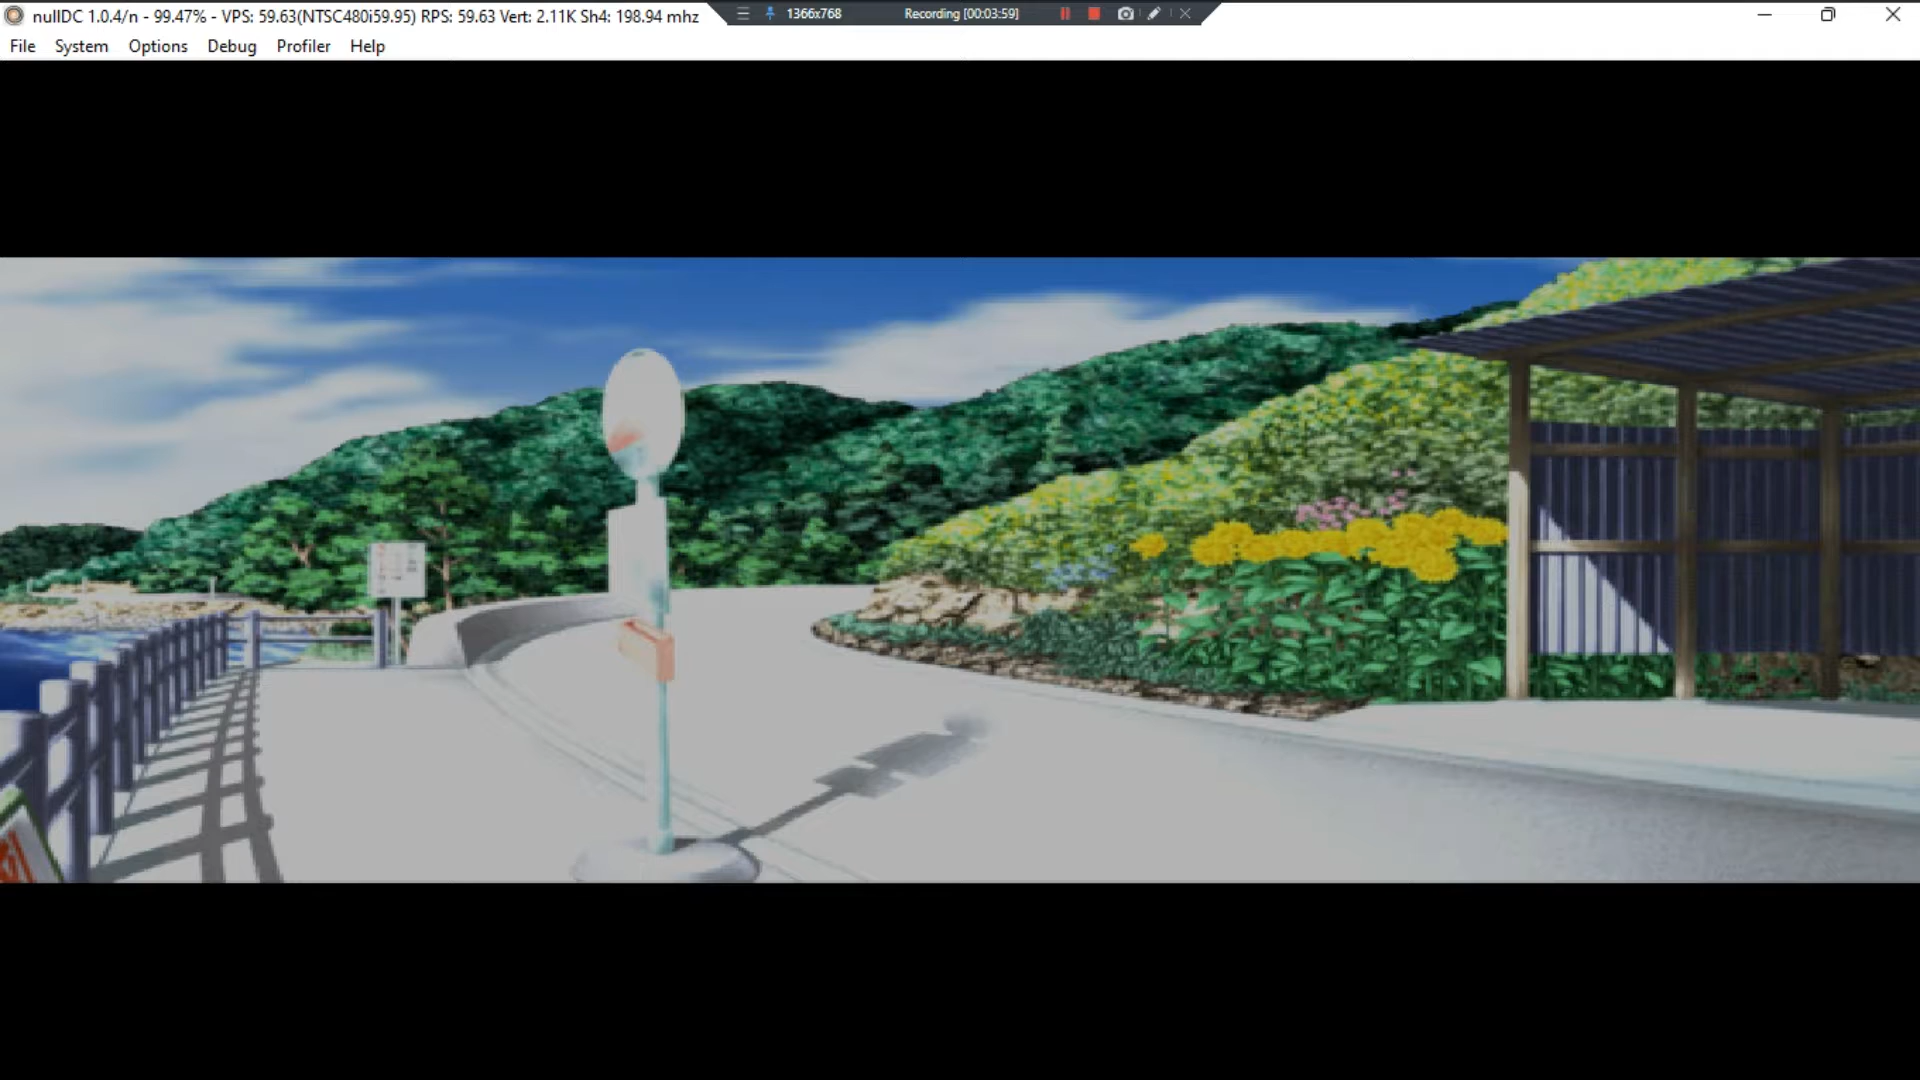 nullDC 1.0.4/n - 99.47% - VPS: 59.63(NTSC480i59.95) RPS: 59.63 Vert: 2.11K Sh4: 198.94 mhz
1366x768
Recording [00:03:59]
File System Options Debug Profiler Help